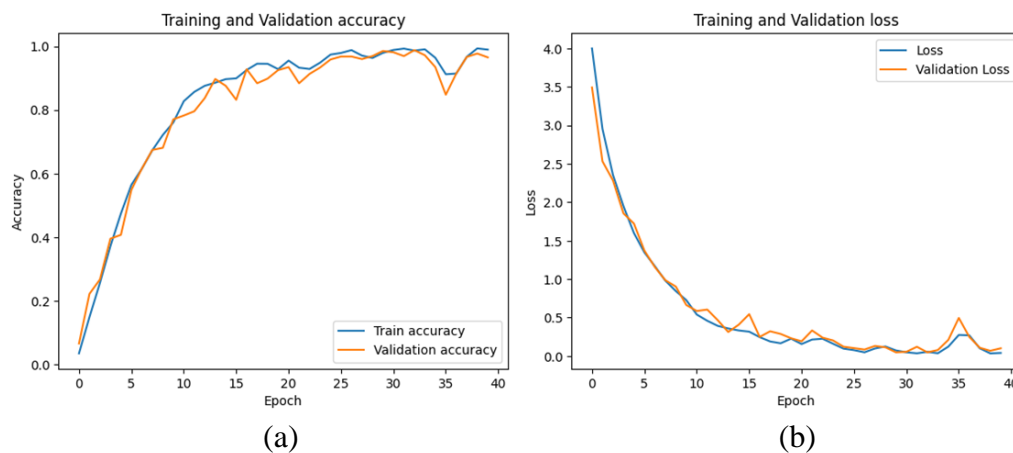 Training and Validation accuracy
1.0
0.8
0.6
0.4
0.2
0.0
Accuracy
Train accuracy
Validation accuracy
0 5 10 15 20 25 30 35 40
Epoch
(a)
Training and Validation loss
4.0
3.5
3.0
2.5
2.0
1.5
1.0
0.5
0.0
Loss
Loss
Validation Loss
0 5 10 15 20 25 30 35 40
Epoch
(b)